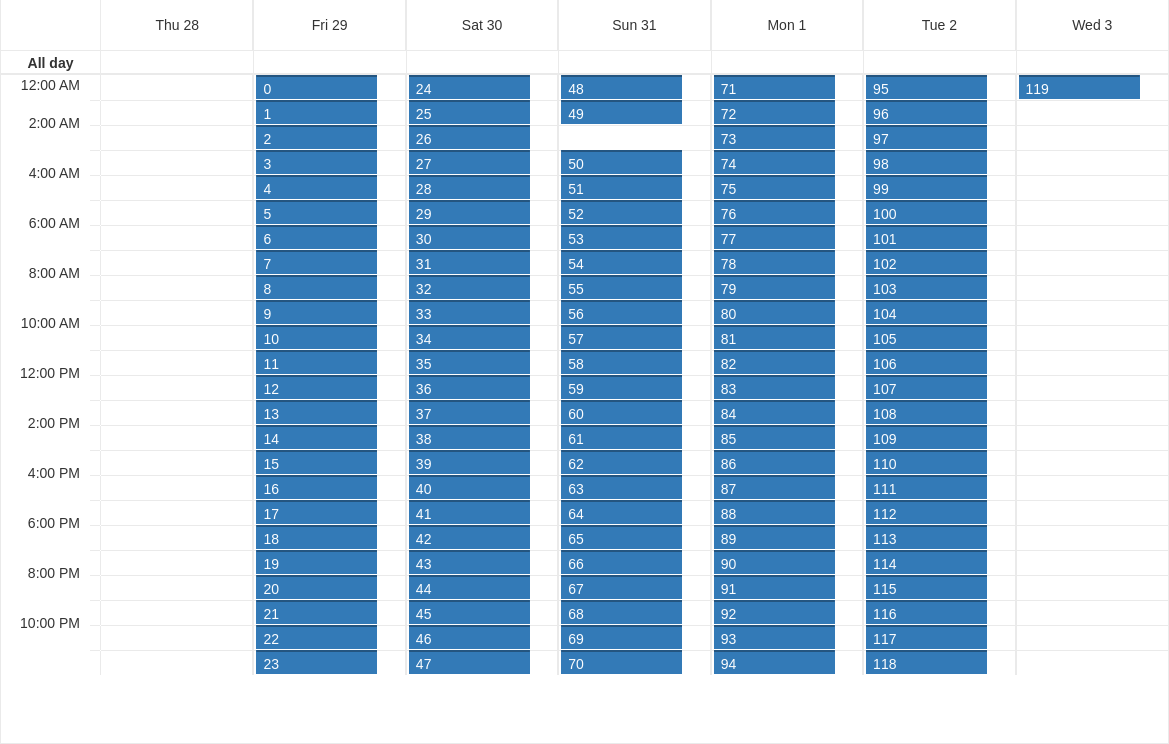 Thu 28 Fri 29 Sat 30 Sun 31 Mon 1 Tue 2 Wed 3
All day
12:00 AM 0 24 48 71 95 119
1 25 49 72 96
2:00 AM 2 26 73 97
3 27 50 74 98
4:00 AM 4 28 51 75 99
5 29 52 76 100
6:00 AM 6 30 53 77 101
7 31 54 78 102
8:00 AM 8 32 55 79 103
9 33 56 80 104
10:00 AM 10 34 57 81 105
11 35 58 82 106
12:00 PM 12 36 59 83 107
13 37 60 84 108
2:00 PM 14 38 61 85 109
15 39 62 86 110
4:00 PM 16 40 63 87 111
17 41 64 88 112
6:00 PM 18 42 65 89 113
19 43 66 90 114
8:00 PM 20 44 67 91 115
21 45 68 92 116
10:00 PM 22 46 69 93 117
23 47 70 94 118